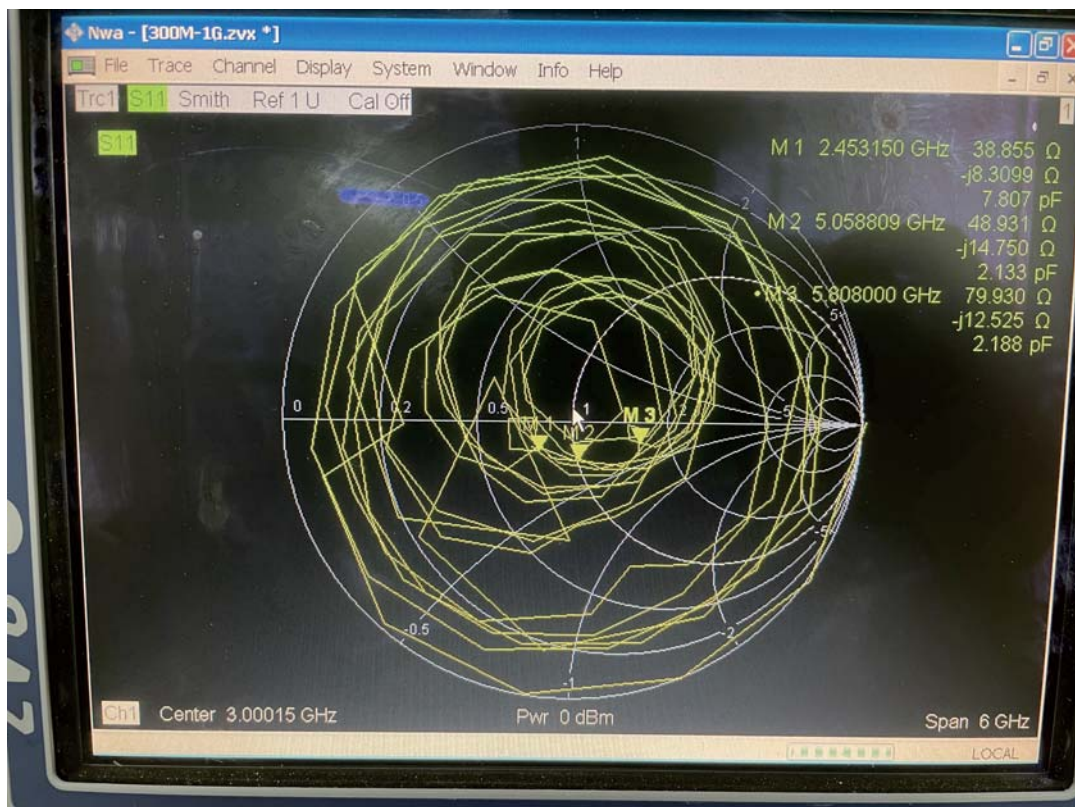 Nwa - [300M-1G.zvx *]
File Trace Channel Display System Window Info Help
Trc1 S11 Smith Ref 1 U Cal Off
1
S11
M 1 2.453150 GHz 38.855 Ω
-j8.3099 Ω
7.807 pF
M 2 5.058809 GHz 48.931 Ω
-j14.750 Ω
2.133 pF
•M 3 5.808000 GHz 79.930 Ω
-j12.525 Ω
2.188 pF
1
2
5
0 0.2 0.5 1 2 5
M 1 M 2 M 3
-5
-0.5
-2
-1
Ch1 Center 3.00015 GHz Pwr 0 dBm Span 6 GHz
LOCAL